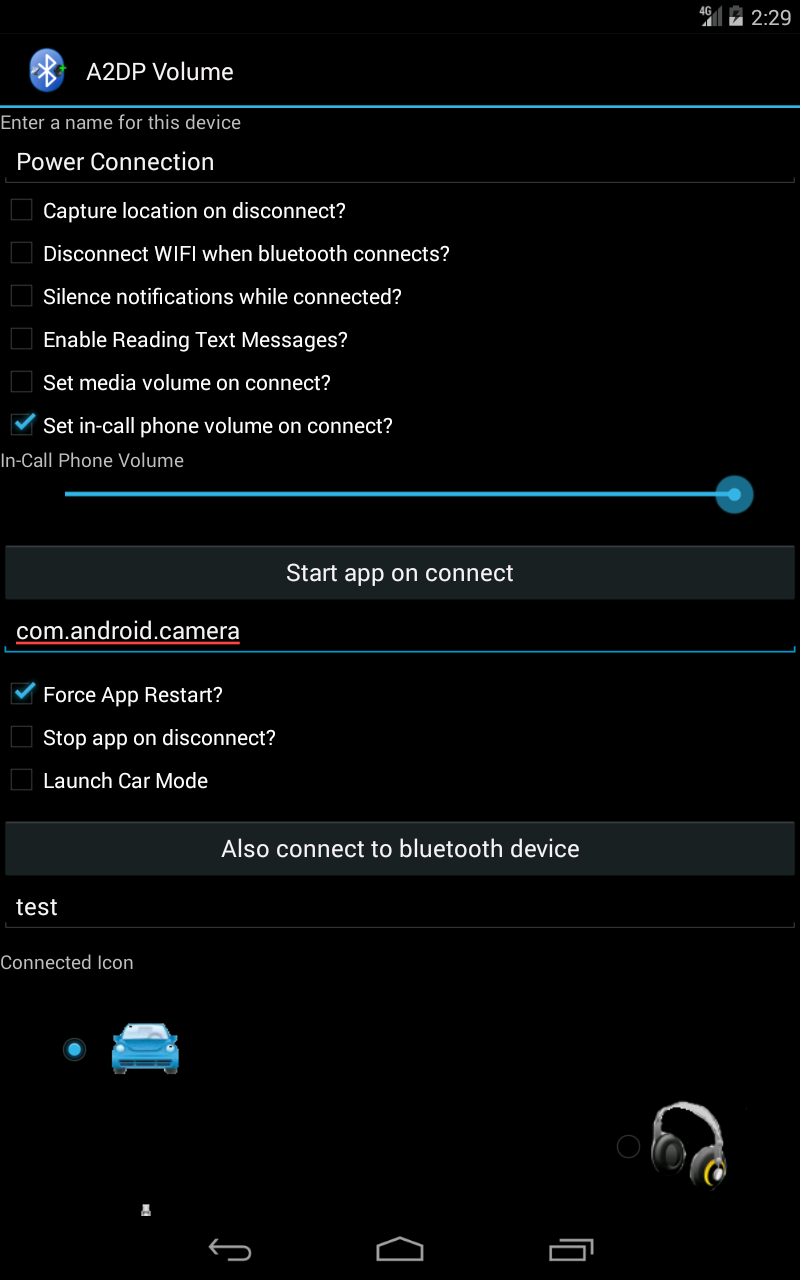 4G 2:29
A2DP Volume
Enter a name for this device
Power Connection
Capture location on disconnect?
Disconnect WIFI when bluetooth connects?
Silence notifications while connected?
Enable Reading Text Messages?
Set media volume on connect?
Set in-call phone volume on connect?
In-Call Phone Volume
Start app on connect
com.android.camera
Force App Restart?
Stop app on disconnect?
Launch Car Mode
Also connect to bluetooth device
test
Connected Icon